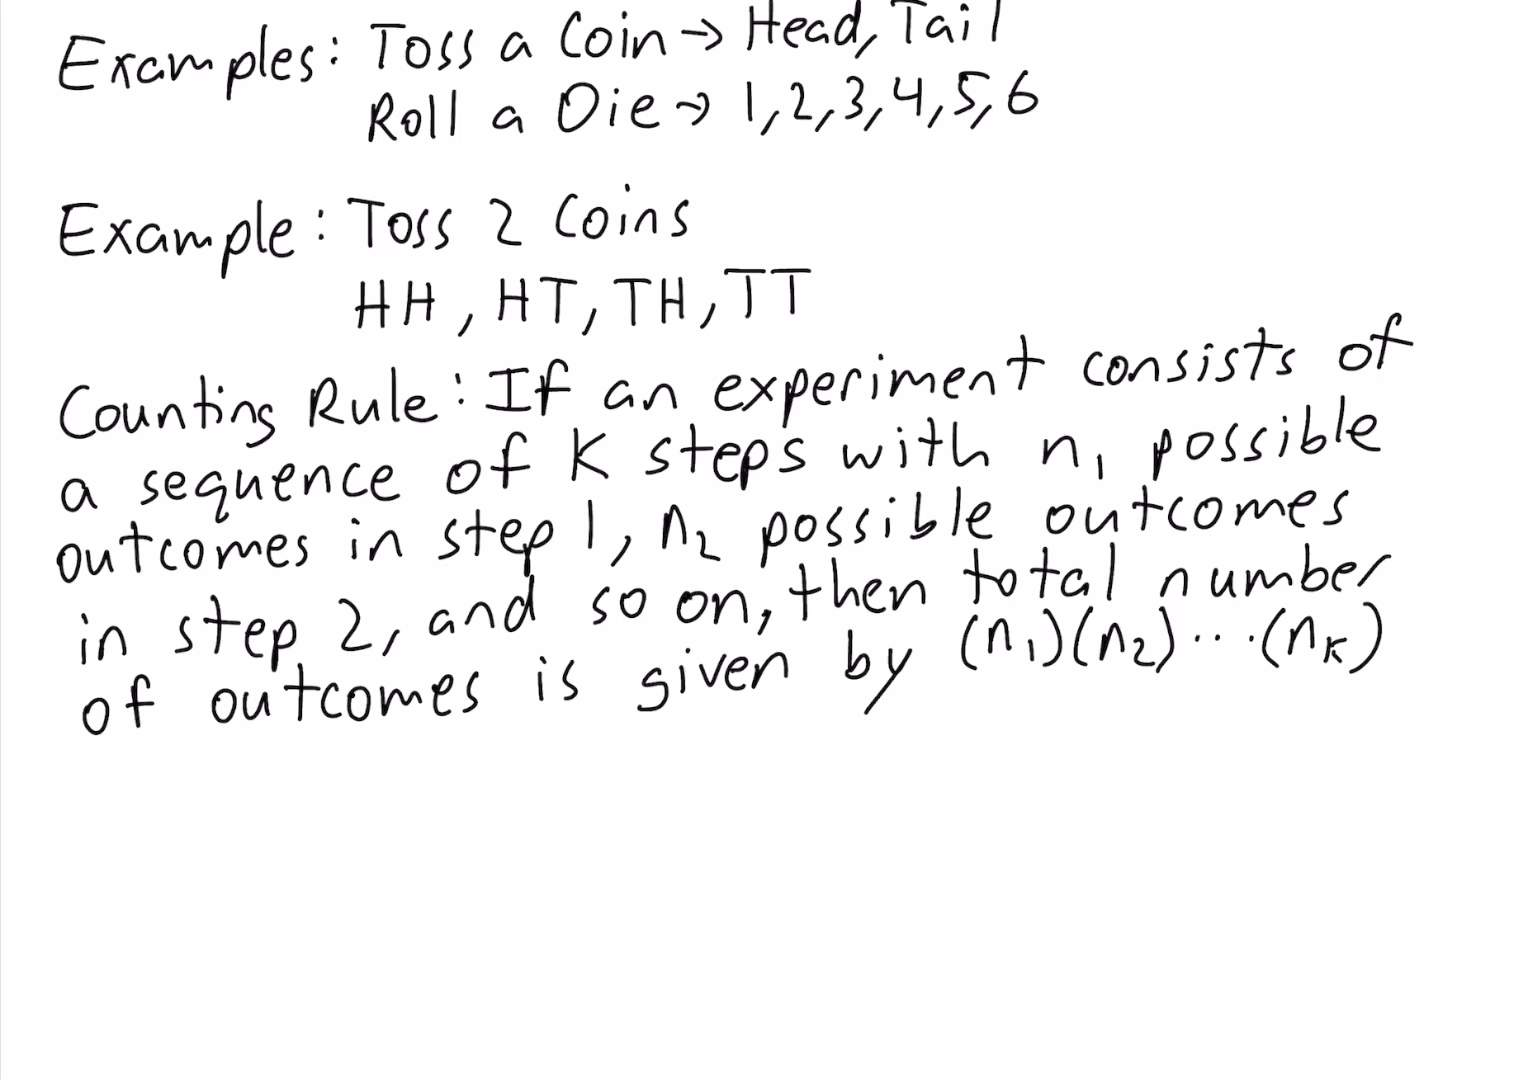 Examples: Toss a Coin → Head, Tail
Roll a Die → 1, 2, 3, 4, 5, 6
Example: Toss 2 Coins
HH, HT, TH, TT
Counting Rule: If an experiment consists of
a sequence of K steps with n₁ possible
outcomes in step 1, n₂ possible outcomes
in step 2, and so on, then total number
of outcomes is given by (n₁)(n₂)...(nₖ)